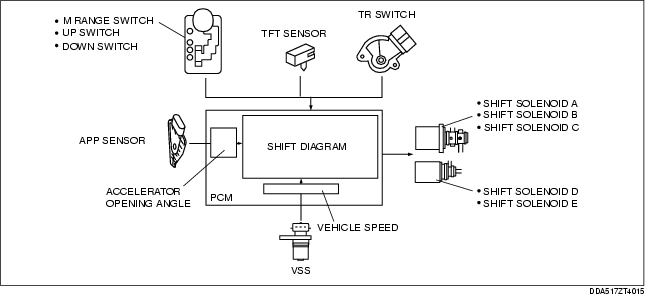 • M RANGE SWITCH
• UP SWITCH
• DOWN SWITCH
TFT SENSOR
TR SWITCH
APP SENSOR
SHIFT DIAGRAM
ACCELERATOR
OPENING ANGLE
PCM
VEHICLE SPEED
VSS
• SHIFT SOLENOID A
• SHIFT SOLENOID B
• SHIFT SOLENOID C
• SHIFT SOLENOID D
• SHIFT SOLENOID E
DDA517ZT4015